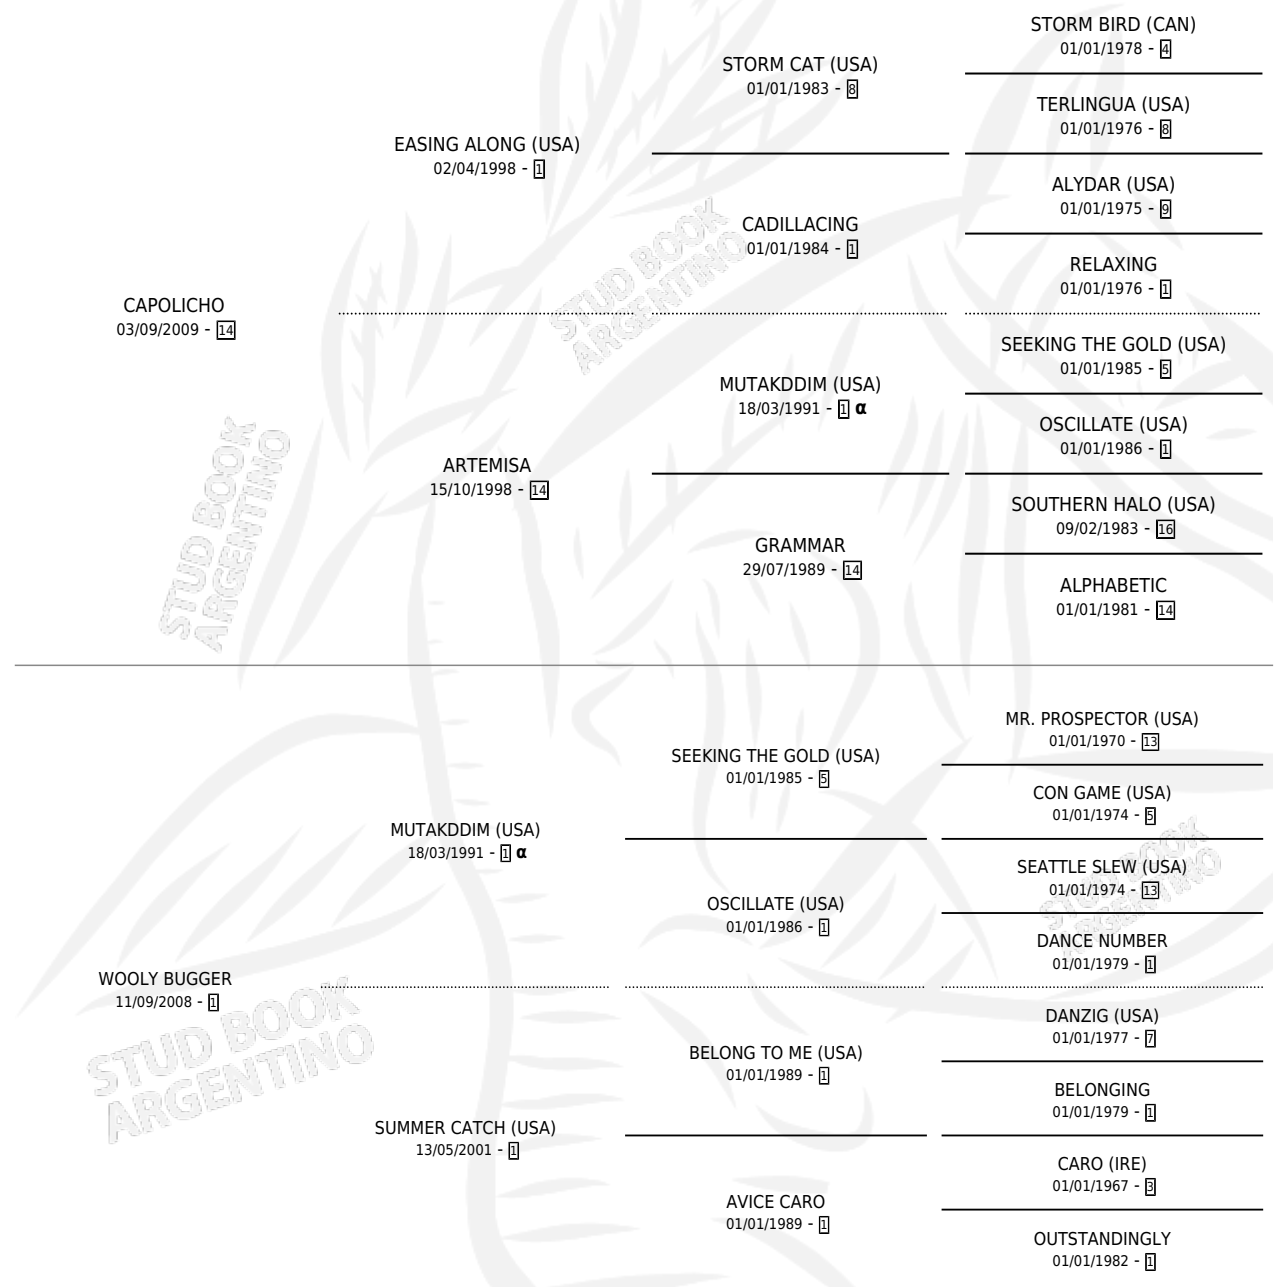 STORM BIRD (CAN)
01/01/1978 - 4
STORM CAT (USA)
01/01/1983 - 8
TERLINGUA (USA)
01/01/1976 - 8
EASING ALONG (USA)
02/04/1998 - 1
ALYDAR (USA)
01/01/1975 - 9
CADILLACING
01/01/1984 - 1
RELAXING
01/01/1976 - 1
CAPOLICHO
03/09/2009 - 14
SEEKING THE GOLD (USA)
01/01/1985 - 5
MUTAKDDIM (USA)
18/03/1991 - 1 α
OSCILLATE (USA)
01/01/1986 - 1
ARTEMISA
15/10/1998 - 14
SOUTHERN HALO (USA)
09/02/1983 - 16
GRAMMAR
29/07/1989 - 14
ALPHABETIC
01/01/1981 - 14
MR. PROSPECTOR (USA)
01/01/1970 - 13
SEEKING THE GOLD (USA)
01/01/1985 - 5
CON GAME (USA)
01/01/1974 - 5
MUTAKDDIM (USA)
18/03/1991 - 1 α
SEATTLE SLEW (USA)
01/01/1974 - 13
OSCILLATE (USA)
01/01/1986 - 1
DANCE NUMBER
01/01/1979 - 1
WOOLY BUGGER
11/09/2008 - 1
DANZIG (USA)
01/01/1977 - 7
BELONG TO ME (USA)
01/01/1989 - 1
BELONGING
01/01/1979 - 1
SUMMER CATCH (USA)
13/05/2001 - 1
CARO (IRE)
01/01/1967 - 3
AVICE CARO
01/01/1989 - 1
OUTSTANDINGLY
01/01/1982 - 1
STUD BOOK
ARGENTINO
STUD BOOK
ARGENTINO
STUD BOOK
ARGENTINO
STUD BOOK
ARGENTINO